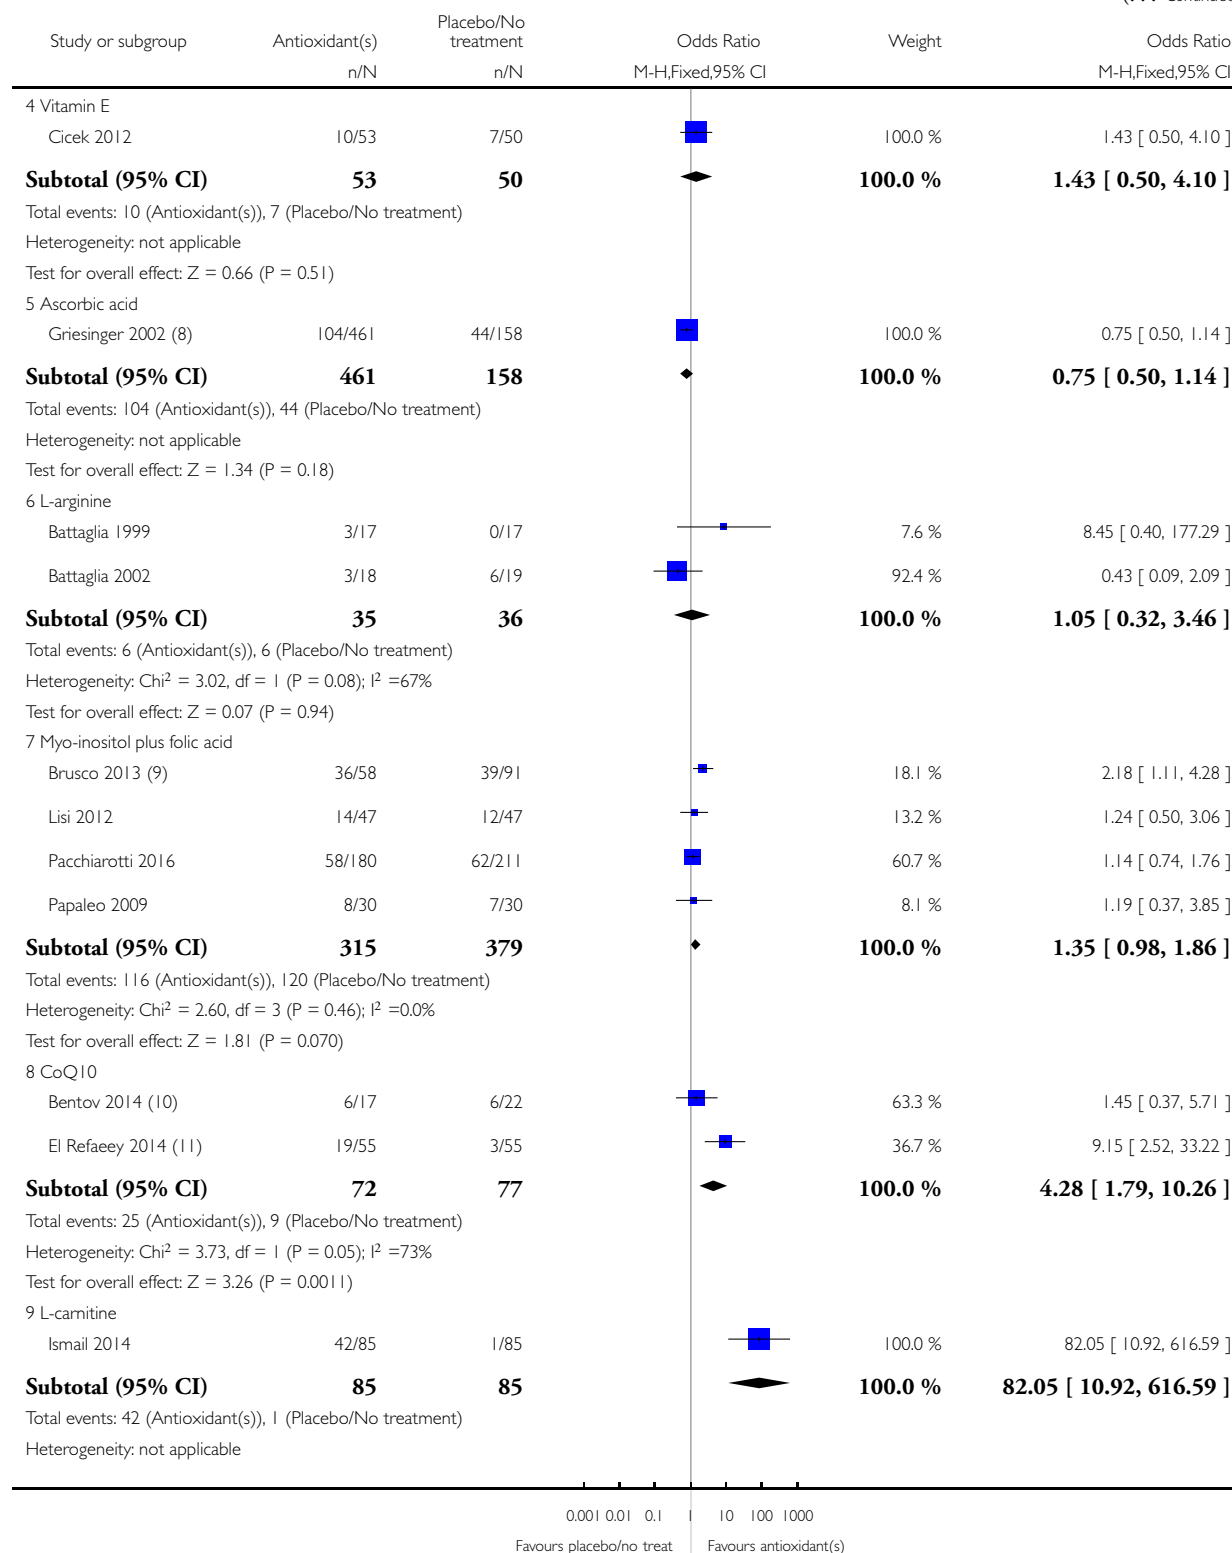 Placebo/No
Study or subgroup Antioxidant(s) treatment Odds Ratio Weight Odds Ratio
n/N n/N M-H,Fixed,95% CI M-H,Fixed,95% CI
4 Vitamin E
Cicek 2012 10/53 7/50 100.0 % 1.43 [ 0.50, 4.10 ]
Subtotal (95% CI) 53 50 100.0 % 1.43 [ 0.50, 4.10 ]
Total events: 10 (Antioxidant(s)), 7 (Placebo/No treatment)
Heterogeneity: not applicable
Test for overall effect: Z = 0.66 (P = 0.51)
5 Ascorbic acid
Griesinger 2002 (8) 104/461 44/158 100.0 % 0.75 [ 0.50, 1.14 ]
Subtotal (95% CI) 461 158 100.0 % 0.75 [ 0.50, 1.14 ]
Total events: 104 (Antioxidant(s)), 44 (Placebo/No treatment)
Heterogeneity: not applicable
Test for overall effect: Z = 1.34 (P = 0.18)
6 L-arginine
Battaglia 1999 3/17 0/17 7.6 % 8.45 [ 0.40, 177.29 ]
Battaglia 2002 3/18 6/19 92.4 % 0.43 [ 0.09, 2.09 ]
Subtotal (95% CI) 35 36 100.0 % 1.05 [ 0.32, 3.46 ]
Total events: 6 (Antioxidant(s)), 6 (Placebo/No treatment)
Heterogeneity: Chi² = 3.02, df = 1 (P = 0.08); I² =67%
Test for overall effect: Z = 0.07 (P = 0.94)
7 Myo-inositol plus folic acid
Brusco 2013 (9) 36/58 39/91 18.1 % 2.18 [ 1.11, 4.28 ]
Lisi 2012 14/47 12/47 13.2 % 1.24 [ 0.50, 3.06 ]
Pacchiarotti 2016 58/180 62/211 60.7 % 1.14 [ 0.74, 1.76 ]
Papaleo 2009 8/30 7/30 8.1 % 1.19 [ 0.37, 3.85 ]
Subtotal (95% CI) 315 379 100.0 % 1.35 [ 0.98, 1.86 ]
Total events: 116 (Antioxidant(s)), 120 (Placebo/No treatment)
Heterogeneity: Chi² = 2.60, df = 3 (P = 0.46); I² =0.0%
Test for overall effect: Z = 1.81 (P = 0.070)
8 CoQ10
Bentov 2014 (10) 6/17 6/22 63.3 % 1.45 [ 0.37, 5.71 ]
El Refaeey 2014 (11) 19/55 3/55 36.7 % 9.15 [ 2.52, 33.22 ]
Subtotal (95% CI) 72 77 100.0 % 4.28 [ 1.79, 10.26 ]
Total events: 25 (Antioxidant(s)), 9 (Placebo/No treatment)
Heterogeneity: Chi² = 3.73, df = 1 (P = 0.05); I² =73%
Test for overall effect: Z = 3.26 (P = 0.0011)
9 L-carnitine
Ismail 2014 42/85 1/85 100.0 % 82.05 [ 10.92, 616.59 ]
Subtotal (95% CI) 85 85 100.0 % 82.05 [ 10.92, 616.59 ]
Total events: 42 (Antioxidant(s)), 1 (Placebo/No treatment)
Heterogeneity: not applicable
0.001 0.01 0.1 1 10 100 1000
Favours placebo/no treat Favours antioxidant(s)